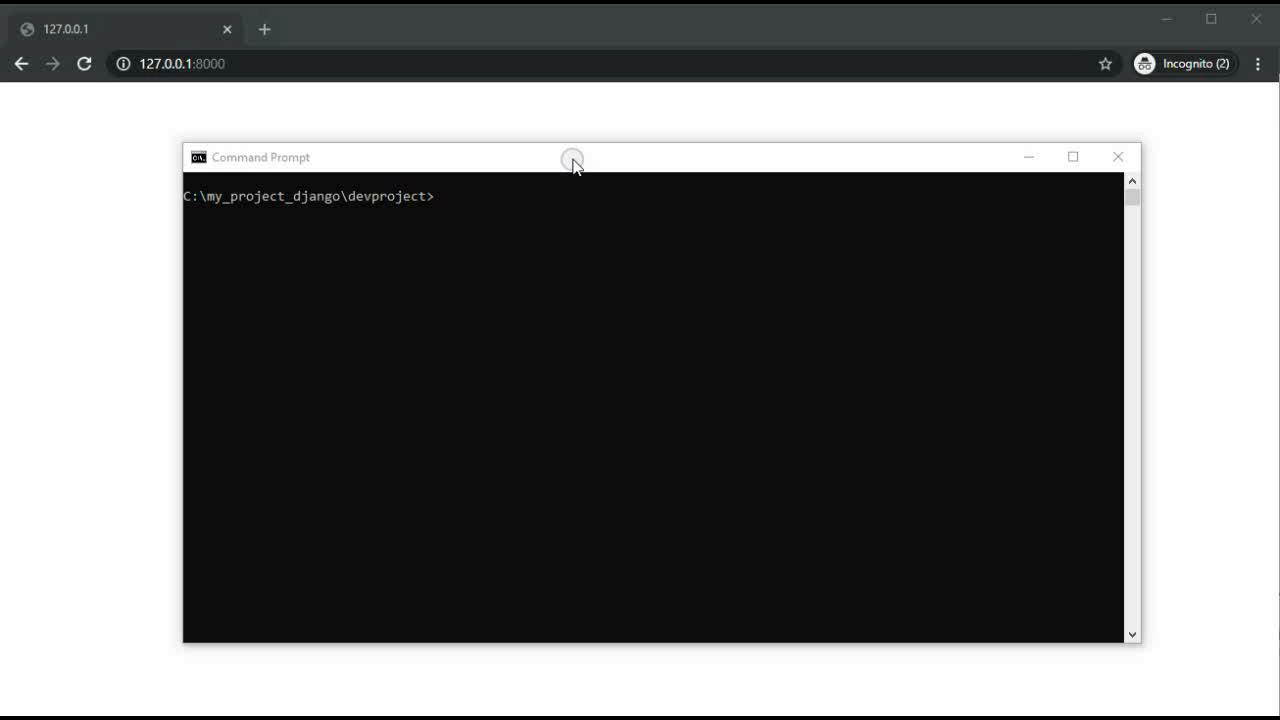 127.0.0.1
127.0.0.1:8000
Incognito (2)
Command Prompt
C:\my_project_django\devproject>